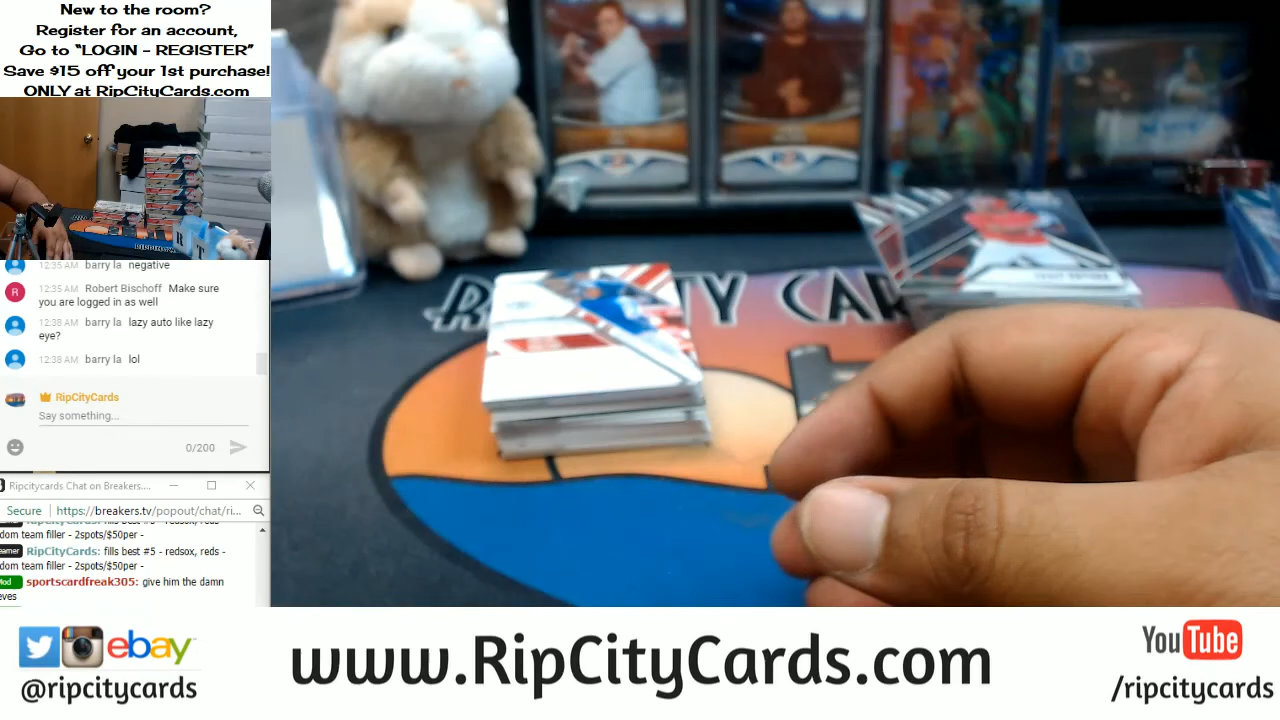 New to the room?
Register for an account,
Go to “LOGIN - REGISTER”
Save $15 off your 1st purchase!
ONLY at RipCityCards.com
12:35 AM barry la negative
12:35 AM Robert Bischoff Make sure
you are logged in as well
R
12:38 AM barry la lazy auto like lazy
eye?
12:38 AM barry la lol
RipCityCards
Say something...
0/200
Ripcitycards Chat on Breakers....
Secure https://breakers.tv/popout/chat/ri...
RipCityCards: fills best #5 - redsox, reds -
dom team filler - 2spots/$50per -
eamer RipCityCards: fills best #5 - redsox, reds -
dom team filler - 2spots/$50per -
Mod sportscardfreak305: give him the damn
eves
TY CAR
ebay
@ripcitycards
www.RipCityCards.com
YouTube
/ripcitycards